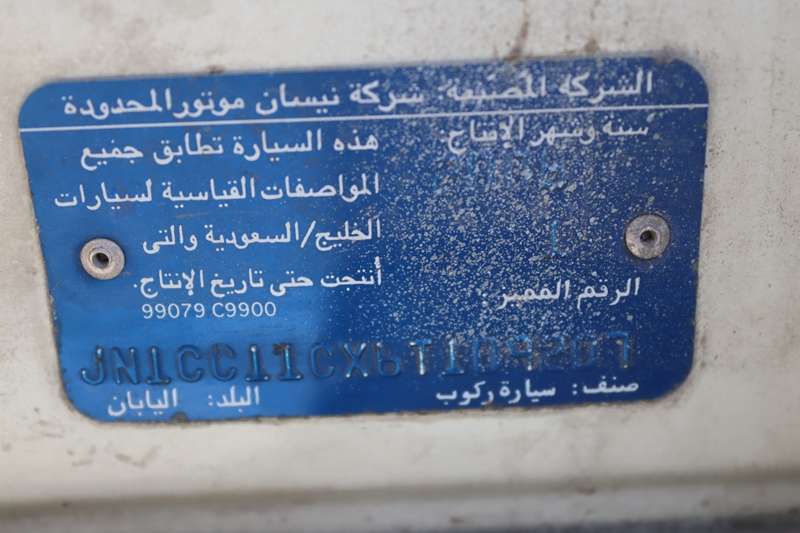 الشركة المصنعة شركة نيسان موتور المحدودة
سنة وشهر الإنتاج
هذه السيارة تطابق جميع
المواصفات القياسية لسيارات
الخليج/السعودية والتى
أنتجت حتى تاريخ الإنتاج.
99079 C9900
الرقم المميز :
صنف: سيارة ركوب
البلد: اليابان